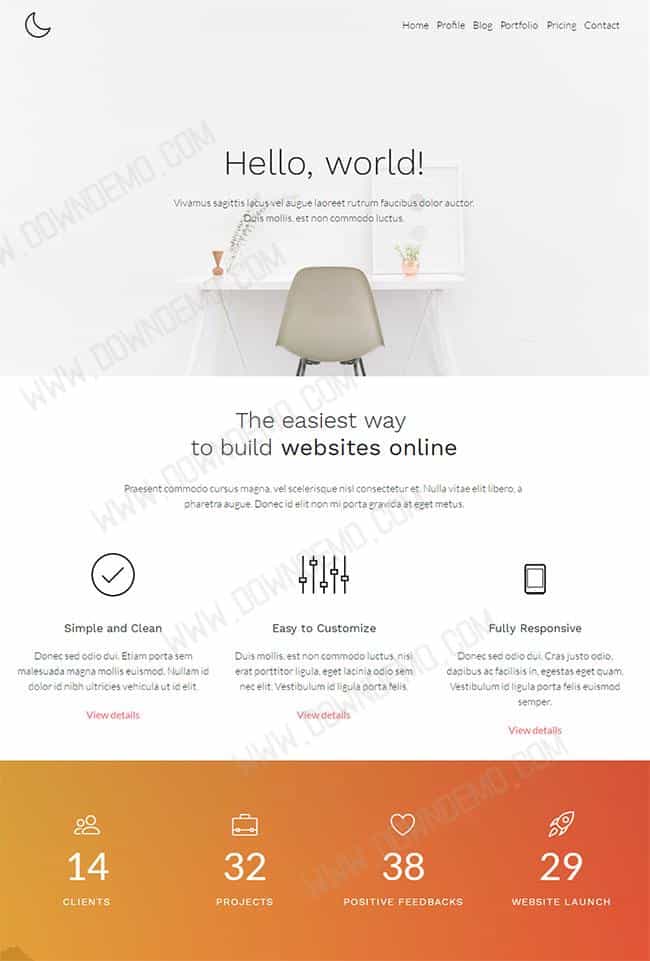 Home Profile Blog Portfolio Pricing Contact
Hello, world!
Vivamus sagittis lacus vel augue laoreet rutrum faucibus dolor auctor.
Duis mollis, est non commodo luctus.
The easiest way
to build websites online
Praesent commodo cursus magna, vel scelerisque nisl consectetur et. Nulla vitae elit libero, a
pharetra augue. Donec id elit non mi porta gravida at eget metus.
Simple and Clean
Donec sed odio dui. Etiam porta sem
malesuada magna mollis euismod. Nullam id
dolor id nibh ultricies vehicula ut id elit.
View details
Easy to Customize
Duis mollis, est non commodo luctus, nisi
erat porttitor ligula, eget lacinia odio sem
nec elit. Vestibulum id ligula porta felis.
View details
Fully Responsive
Donec sed odio dui. Cras justo odio,
dapibus ac facilisis in, egestas eget quam.
Vestibulum id ligula porta felis euismod
semper.
View details
14
CLIENTS
32
PROJECTS
38
POSITIVE FEEDBACKS
29
WEBSITE LAUNCH
WWW.DOWNDEMO.COM
WWW.DOWNDEMO.COM
WWW.DOWNDEMO.COM
WWW.DOWNDEMO.COM
WWW.DOWNDEMO.COM
WWW.DOWNDEMO.COM